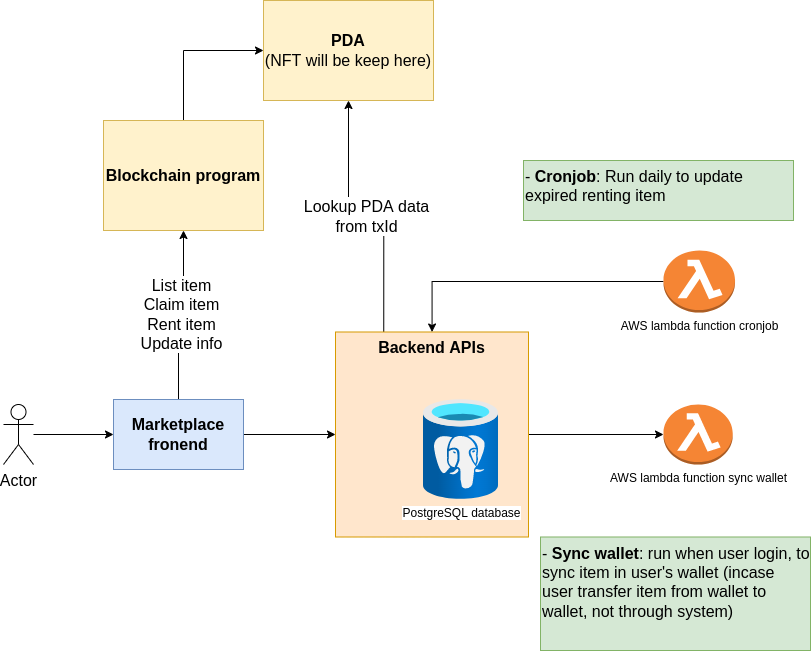 PDA
(NFT will be keep here)
Blockchain program
- Cronjob: Run daily to update
expired renting item
Lookup PDA data
from txId
List item
Claim item
Rent item
Update info
AWS lambda function cronjob
Backend APIs
Marketplace
fronend
Actor
PostgreSQL database
AWS lambda function sync wallet
- Sync wallet: run when user login, to
sync item in user's wallet (incase
user transfer item from wallet to
wallet, not through system)